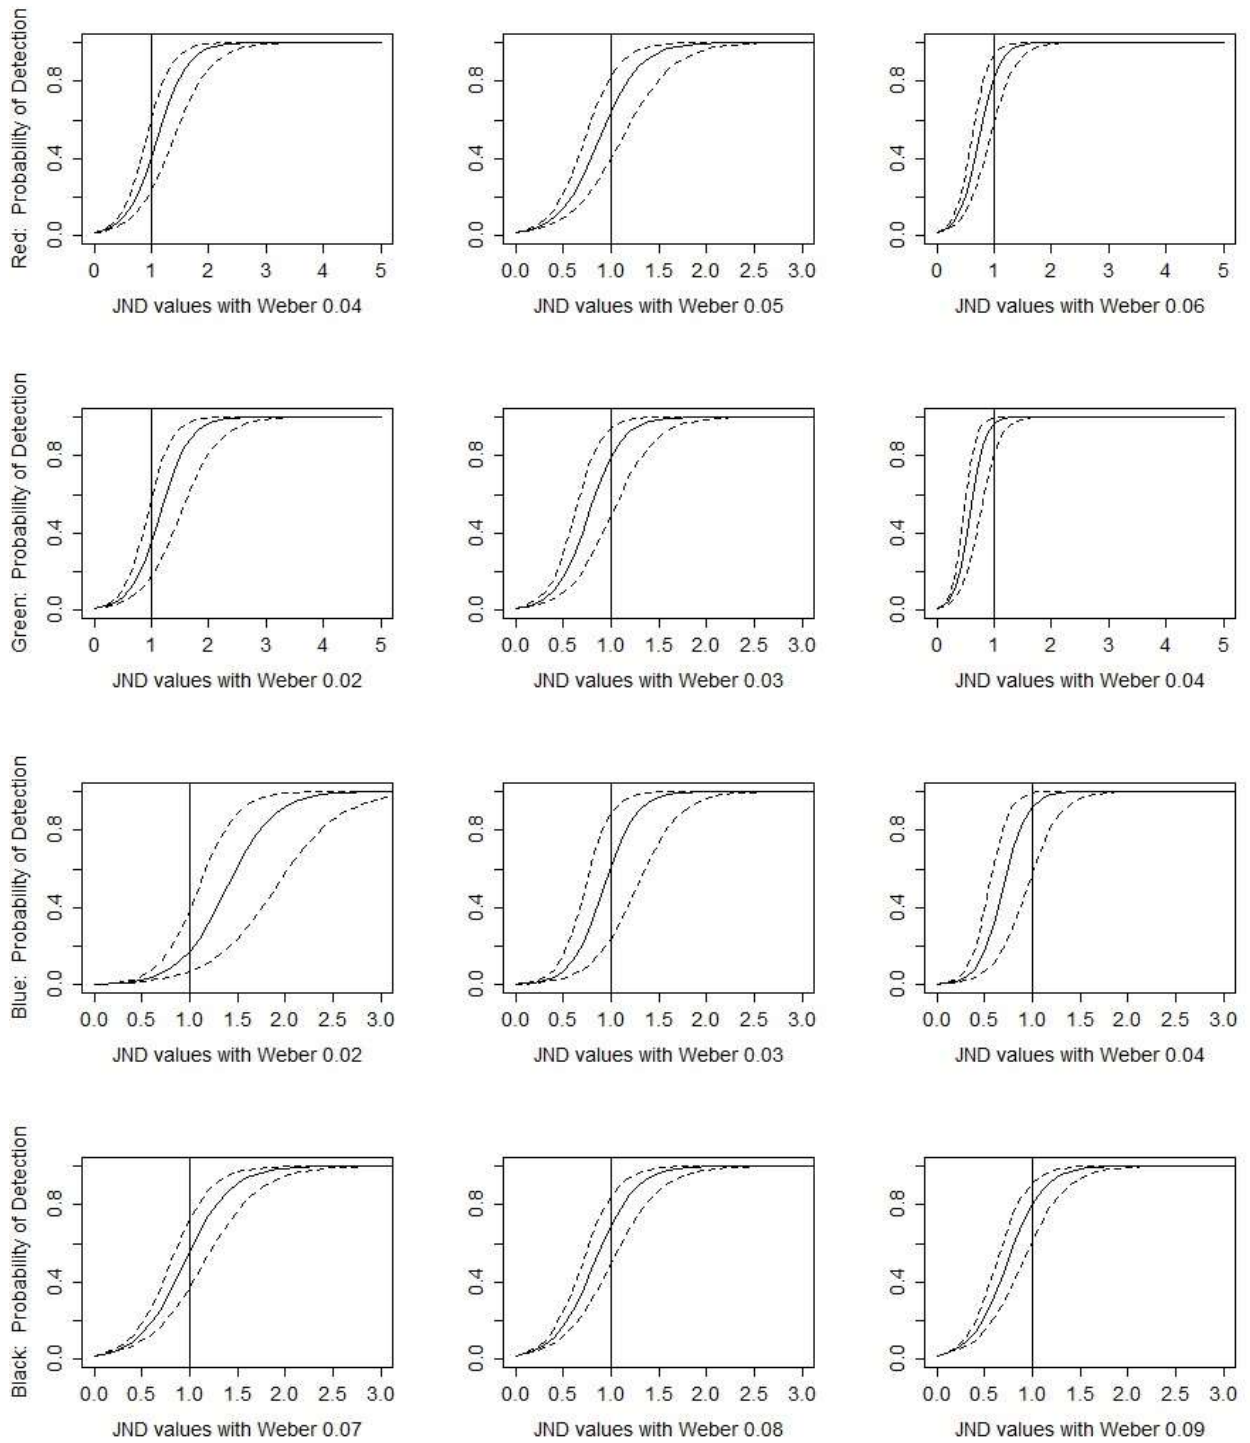 Red: Probability of Detection
0.0 0.4 0.8
0 1 2 3 4 5
JND values with Weber 0.04
0.0 0.4 0.8
0.0 0.5 1.0 1.5 2.0 2.5 3.0
JND values with Weber 0.05
0.0 0.4 0.8
0 1 2 3 4 5
JND values with Weber 0.06
Green: Probability of Detection
0.0 0.4 0.8
0 1 2 3 4 5
JND values with Weber 0.02
0.0 0.4 0.8
0.0 0.5 1.0 1.5 2.0 2.5 3.0
JND values with Weber 0.03
0.0 0.4 0.8
0 1 2 3 4 5
JND values with Weber 0.04
Blue: Probability of Detection
0.0 0.4 0.8
0.0 0.5 1.0 1.5 2.0 2.5 3.0
JND values with Weber 0.02
0.0 0.4 0.8
0.0 0.5 1.0 1.5 2.0 2.5 3.0
JND values with Weber 0.03
0.0 0.4 0.8
0.0 0.5 1.0 1.5 2.0 2.5 3.0
JND values with Weber 0.04
Black: Probability of Detection
0.0 0.4 0.8
0.0 0.5 1.0 1.5 2.0 2.5 3.0
JND values with Weber 0.07
0.0 0.4 0.8
0.0 0.5 1.0 1.5 2.0 2.5 3.0
JND values with Weber 0.08
0.0 0.4 0.8
0.0 0.5 1.0 1.5 2.0 2.5 3.0
JND values with Weber 0.09